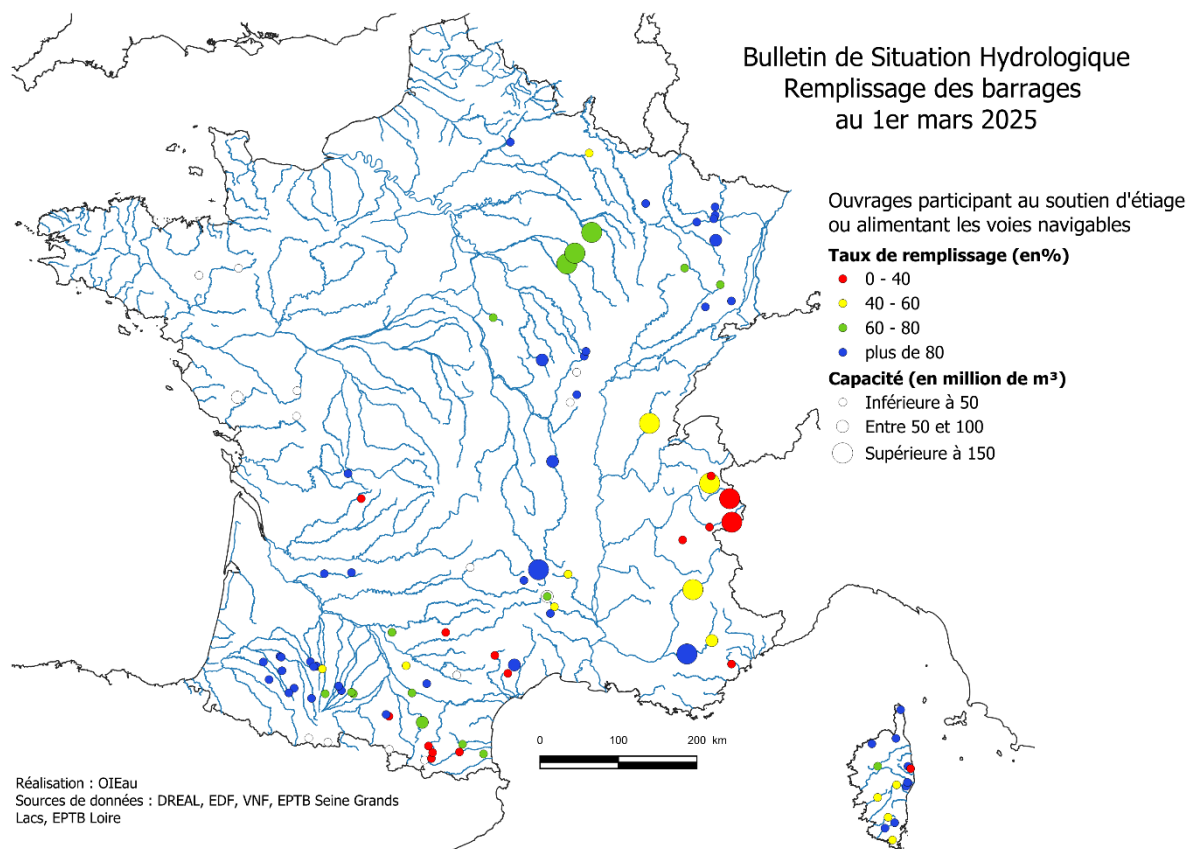 Bulletin de Situation Hydrologique
Remplissage des barrages
au 1er mars 2025
Ouvrages participant au soutien d'étiage
ou alimentant les voies navigables
Taux de remplissage (en%)
0 - 40
40 - 60
60 - 80
plus de 80
Capacité (en million de m³)
Inférieure à 50
Entre 50 et 100
Supérieure à 150
0 100 200 km
Réalisation : OIEau
Sources de données : DREAL, EDF, VNF, EPTB Seine Grands
Lacs, EPTB Loire